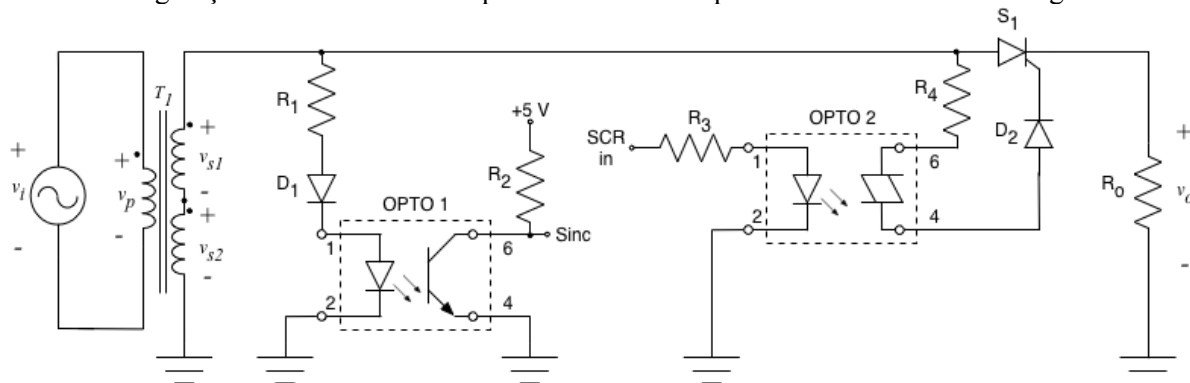 S1
T1
R1
+5 V
R4
OPTO 2
R3
SCR
in
D2
+
vi
-
+
vp
-
+
vs1
-
+
vs2
-
D1
R2
OPTO 1
1
6
Sinc
2
4
1
6
2
4
Ro
+
vo
-